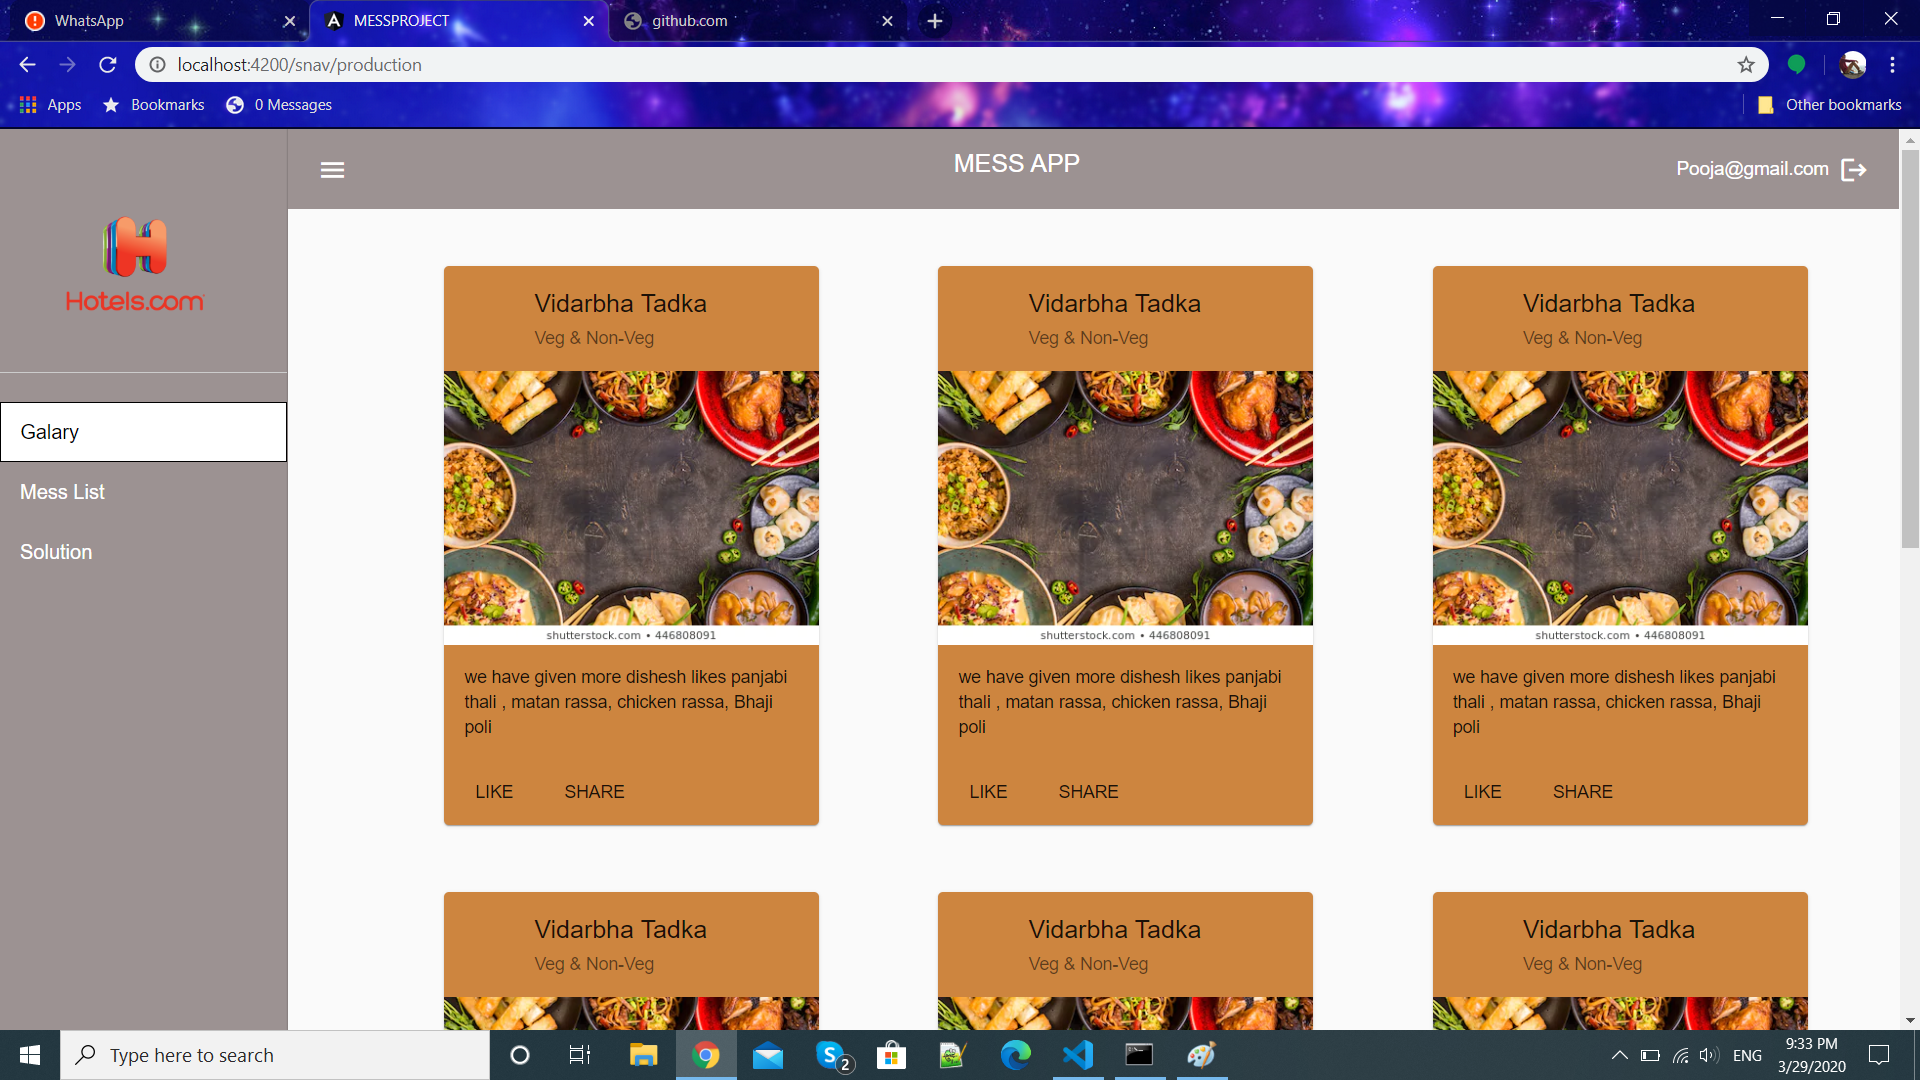 WhatsApp
MESSPROJECT
github.com
localhost:4200/snav/production
Apps
Bookmarks
0 Messages
Other bookmarks
Hotels.com
MESS APP
Pooja@gmail.com
Galary
Mess List
Solution
Vidarbha Tadka
Veg & Non-Veg
shutterstock.com • 446808091
we have given more dishesh likes panjabi
thali , matan rassa, chicken rassa, Bhaji
poli
LIKE SHARE
Vidarbha Tadka
Veg & Non-Veg
shutterstock.com • 446808091
we have given more dishesh likes panjabi
thali , matan rassa, chicken rassa, Bhaji
poli
LIKE SHARE
Vidarbha Tadka
Veg & Non-Veg
shutterstock.com • 446808091
we have given more dishesh likes panjabi
thali , matan rassa, chicken rassa, Bhaji
poli
LIKE SHARE
Vidarbha Tadka
Veg & Non-Veg
Vidarbha Tadka
Veg & Non-Veg
Vidarbha Tadka
Veg & Non-Veg
Type here to search
2
ENG
9:33 PM
3/29/2020